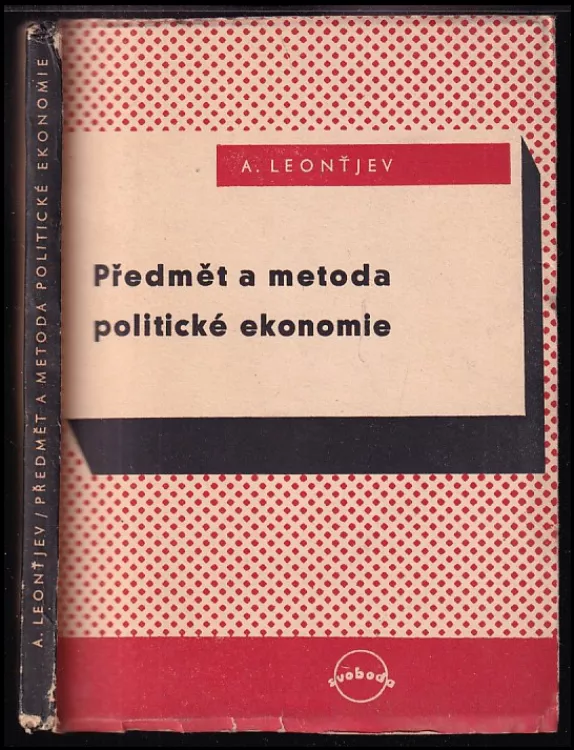 A. LEONŤJEV / PŘEDMĚT A METODA POLITICKÉ EKONOMIE
A. LEONŤJEV
Předmět a metoda
politické ekonomie
svoboda